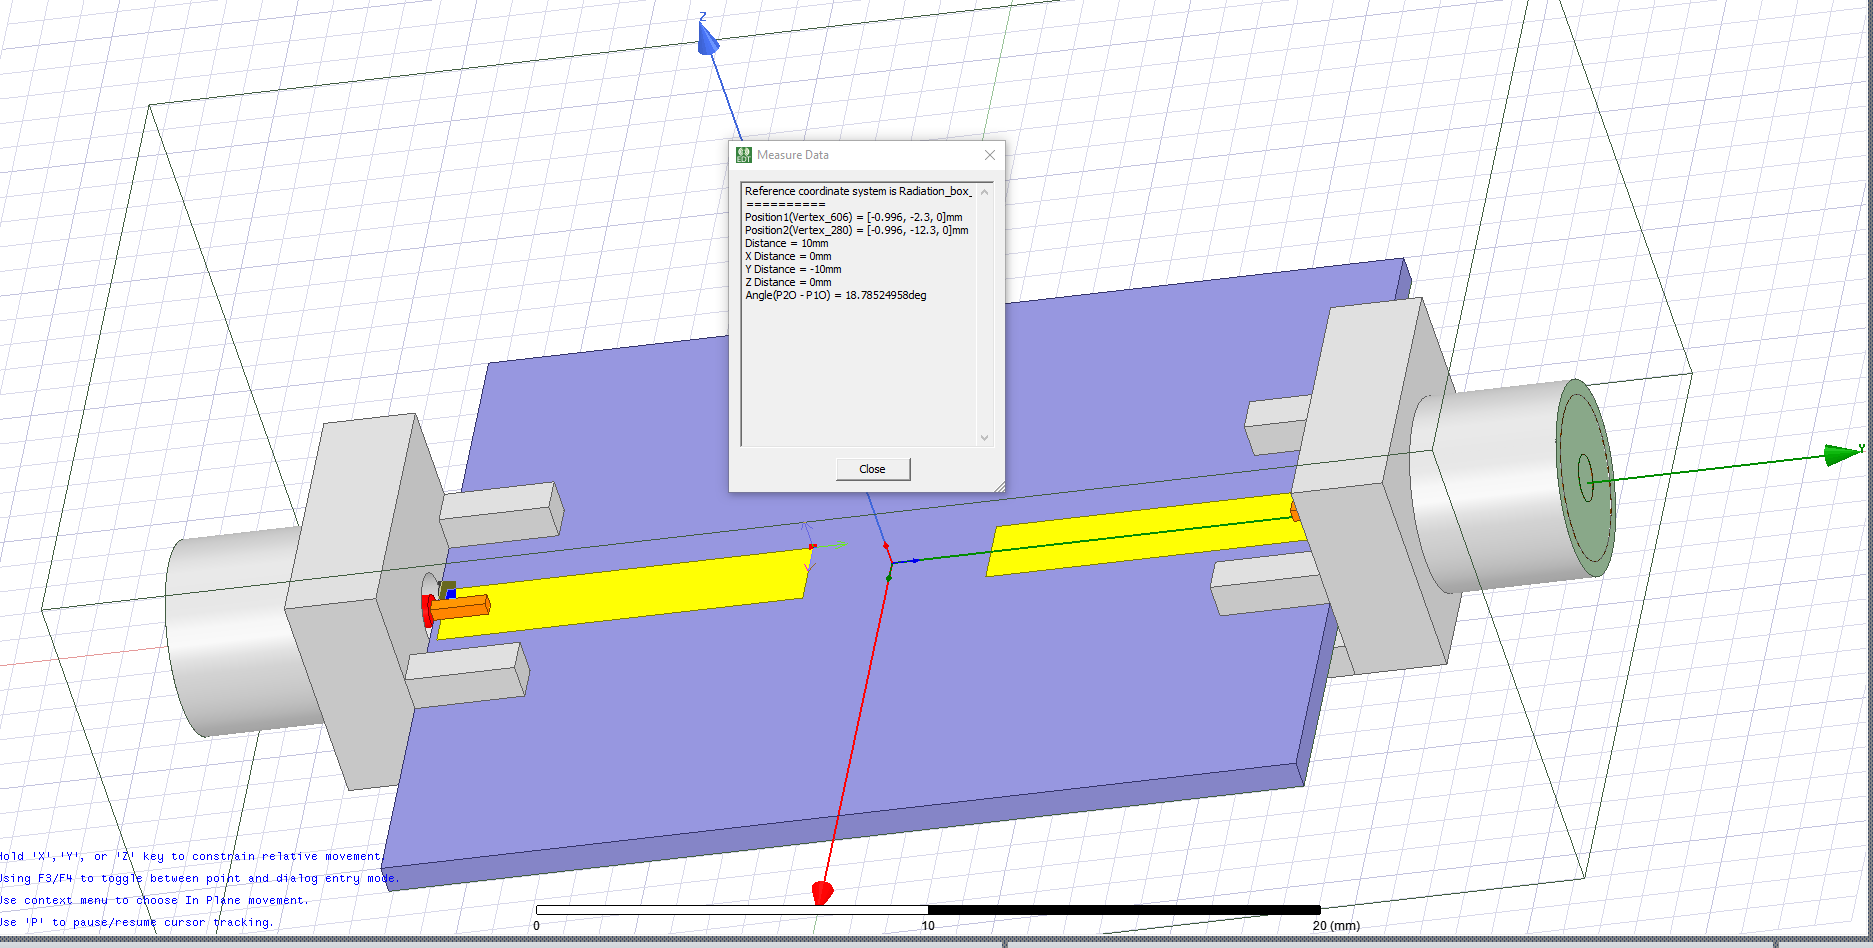 Z
EDT
Measure Data
Reference coordinate system is Radiation_box_
==========
Position1(Vertex_606) = [-0.996, -2.3, 0]mm
Position2(Vertex_280) = [-0.996, -12.3, 0]mm
Distance = 10mm
X Distance = 0mm
Y Distance = -10mm
Z Distance = 0mm
Angle(P2O - P1O) = 18.78524958deg
Close
Y
Hold 'X','Y', or 'Z' key to constrain relative movement.
Using F3/F4 to toggle between point and dialog entry mode.
Use context menu to choose In Plane movement.
Use 'P' to pause/resume cursor tracking.
0 10 20 (mm)